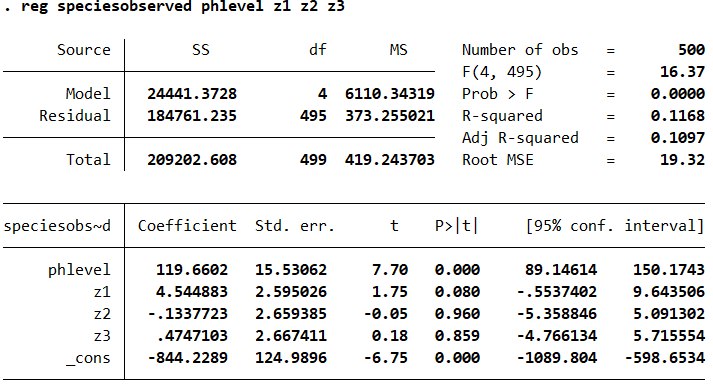 . reg speciesobserved phlevel z1 z2 z3
Source SS df MS Number of obs = 500
F(4, 495) = 16.37
Model 24441.3728 4 6110.34319 Prob > F = 0.0000
Residual 184761.235 495 373.255021 R-squared = 0.1168
Adj R-squared = 0.1097
Total 209202.608 499 419.243703 Root MSE = 19.32
speciesobs~d Coefficient Std. err. t P>|t| [95% conf. interval]
phlevel 119.6602 15.53062 7.70 0.000 89.14614 150.1743
z1 4.544883 2.595026 1.75 0.080 -.5537402 9.643506
z2 -.1337723 2.659385 -0.05 0.960 -5.358846 5.091302
z3 .4747103 2.667411 0.18 0.859 -4.766134 5.715554
_cons -844.2289 124.9896 -6.75 0.000 -1089.804 -598.6534